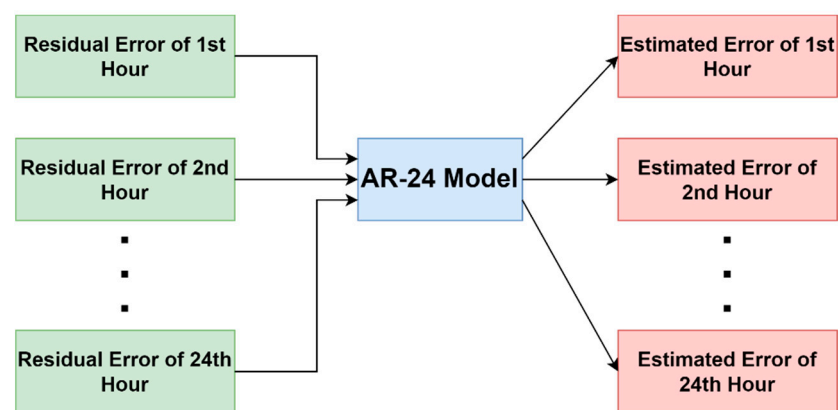 Residual Error of 1st
Hour
Estimated Error of 1st
Hour
Residual Error of 2nd
Hour
AR-24 Model
Estimated Error of
2nd Hour
Residual Error of 24th
Hour
Estimated Error of
24th Hour